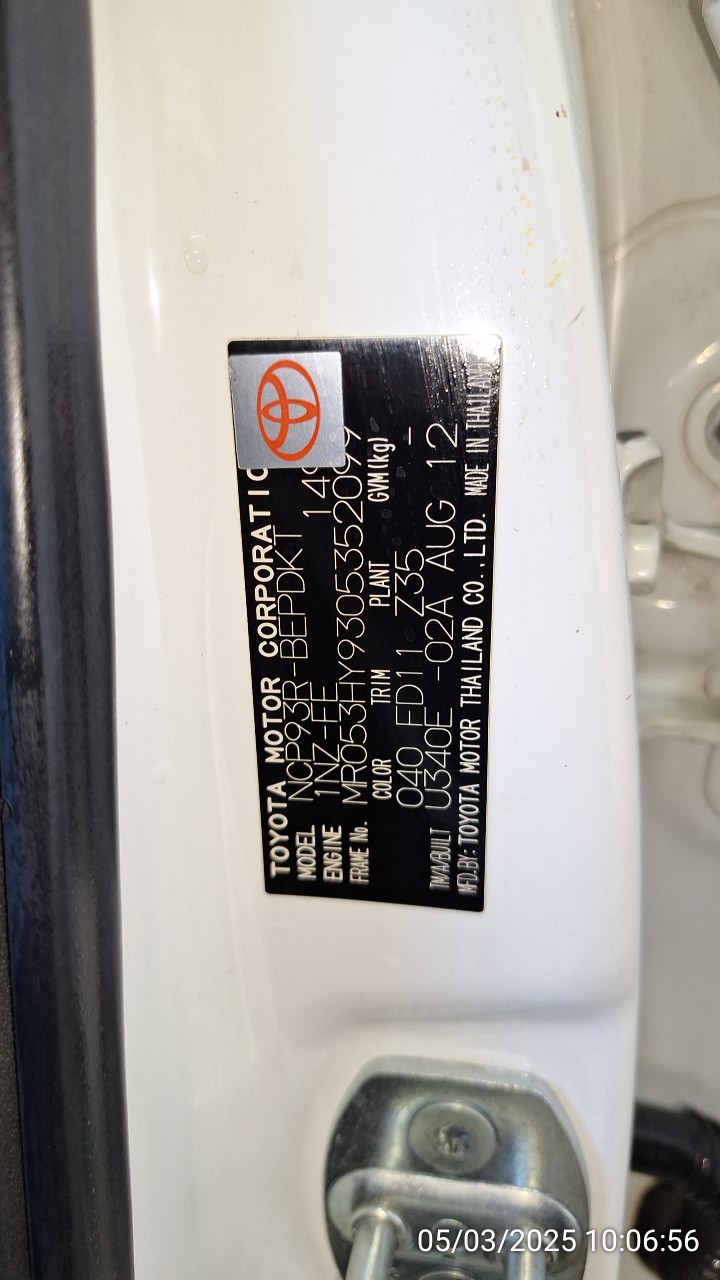 TOYOTA MOTOR CORPORATIO
MODEL NCP93R-BEPDKT
ENGINE 1NZ-FE 149
FRAME No. MR053HY9305352099
COLOR TRIM PLANT GVM(kg)
040 FD11 Z35 -
T/M/A/BUILT U340E -02A AUG 12
MFD.BY: TOYOTA MOTOR THAILAND CO.,LTD. MADE IN THAILAND
05/03/2025 10:06:56